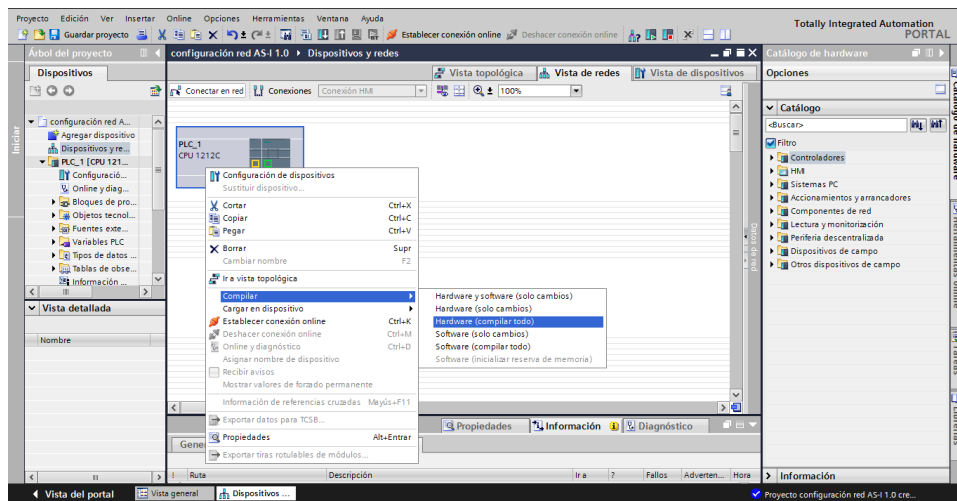 Proyecto Edición Ver Insertar Online Opciones Herramientas Ventana Ayuda
Totally Integrated Automation
PORTAL
Guardar proyecto
Establecer conexión online
Deshacer conexión online
Árbol del proyecto
configuración red AS-I 1.0 Dispositivos y redes
Catálogo de hardware
Dispositivos
Vista topológica
Vista de redes
Vista de dispositivos
Opciones
Conectar en red
Conexiones
Conexión HMI
100%
Catálogo
<Buscar>
Filtro
Controladores
HMI
Sistemas PC
Accionamientos y arrancadores
Componentes de red
Lectura y monitorización
Periferia descentralizada
Dispositivos de campo
Otros dispositivos de campo
Iniciar
configuración red A...
Agregar dispositivo
Dispositivos y re...
PLC_1 [CPU 121...
Configuració...
Online y diag...
Bloques de pro...
Objetos tecnol...
Fuentes exte...
Variables PLC
Tipos de datos ...
Tablas de obse...
Información ...
Vista detallada
Nombre
PLC_1
CPU 1212C
Configuración de dispositivos
Sustituir dispositivo...
Cortar Ctrl+X
Copiar Ctrl+C
Pegar Ctrl+V
Borrar Supr
Cambiar nombre F2
Ir a vista topológica
Compilar
Cargar en dispositivo
Establecer conexión online Ctrl+K
Deshacer conexión online Ctrl+M
Online y diagnóstico Ctrl+D
Asignar nombre de dispositivo
Recibir avisos
Mostrar valores de forzado permanente
Información de referencias cruzadas Mayús+F11
Exportar datos para TCSB...
Propiedades Alt+Entrar
Exportar tiras rotulables de módulos...
Hardware y software (solo cambios)
Hardware (solo cambios)
Hardware (compilar todo)
Software (solo cambios)
Software (compilar todo)
Software (inicializar reserva de memoria)
Datos de red
Propiedades
Información
Diagnóstico
Gene
! Ruta Descripción Ir a ? Fallos Adverten... Hora
Información
Vista del portal
Vista general
Dispositivos ...
Proyecto configuración red AS-I 1.0 cre...